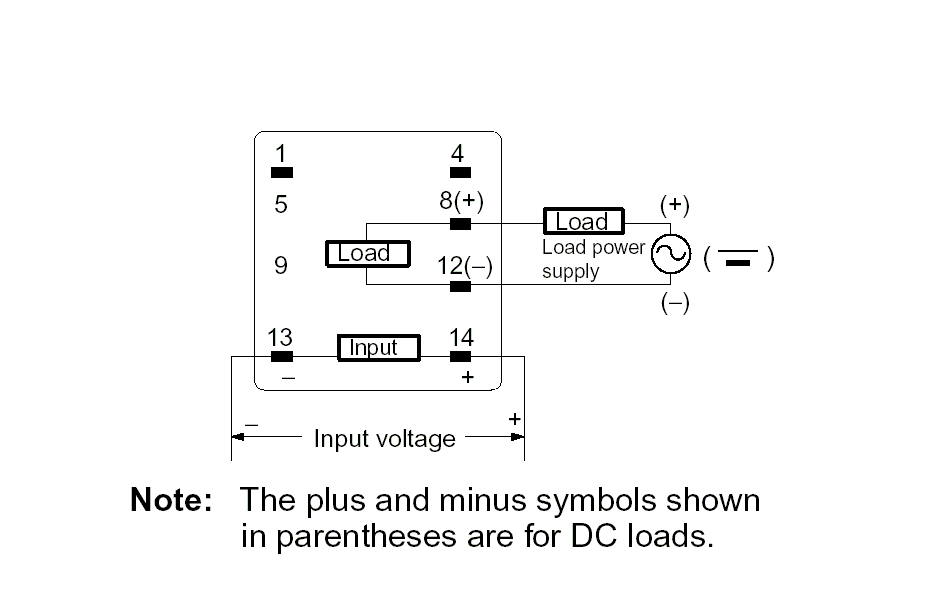 1 4
5 8(+)
Load (+)
Load power
supply
( )
Load
9 12(–)
(–)
13 Input 14
– +
– +
Input voltage
Note: The plus and minus symbols shown
in parentheses are for DC loads.